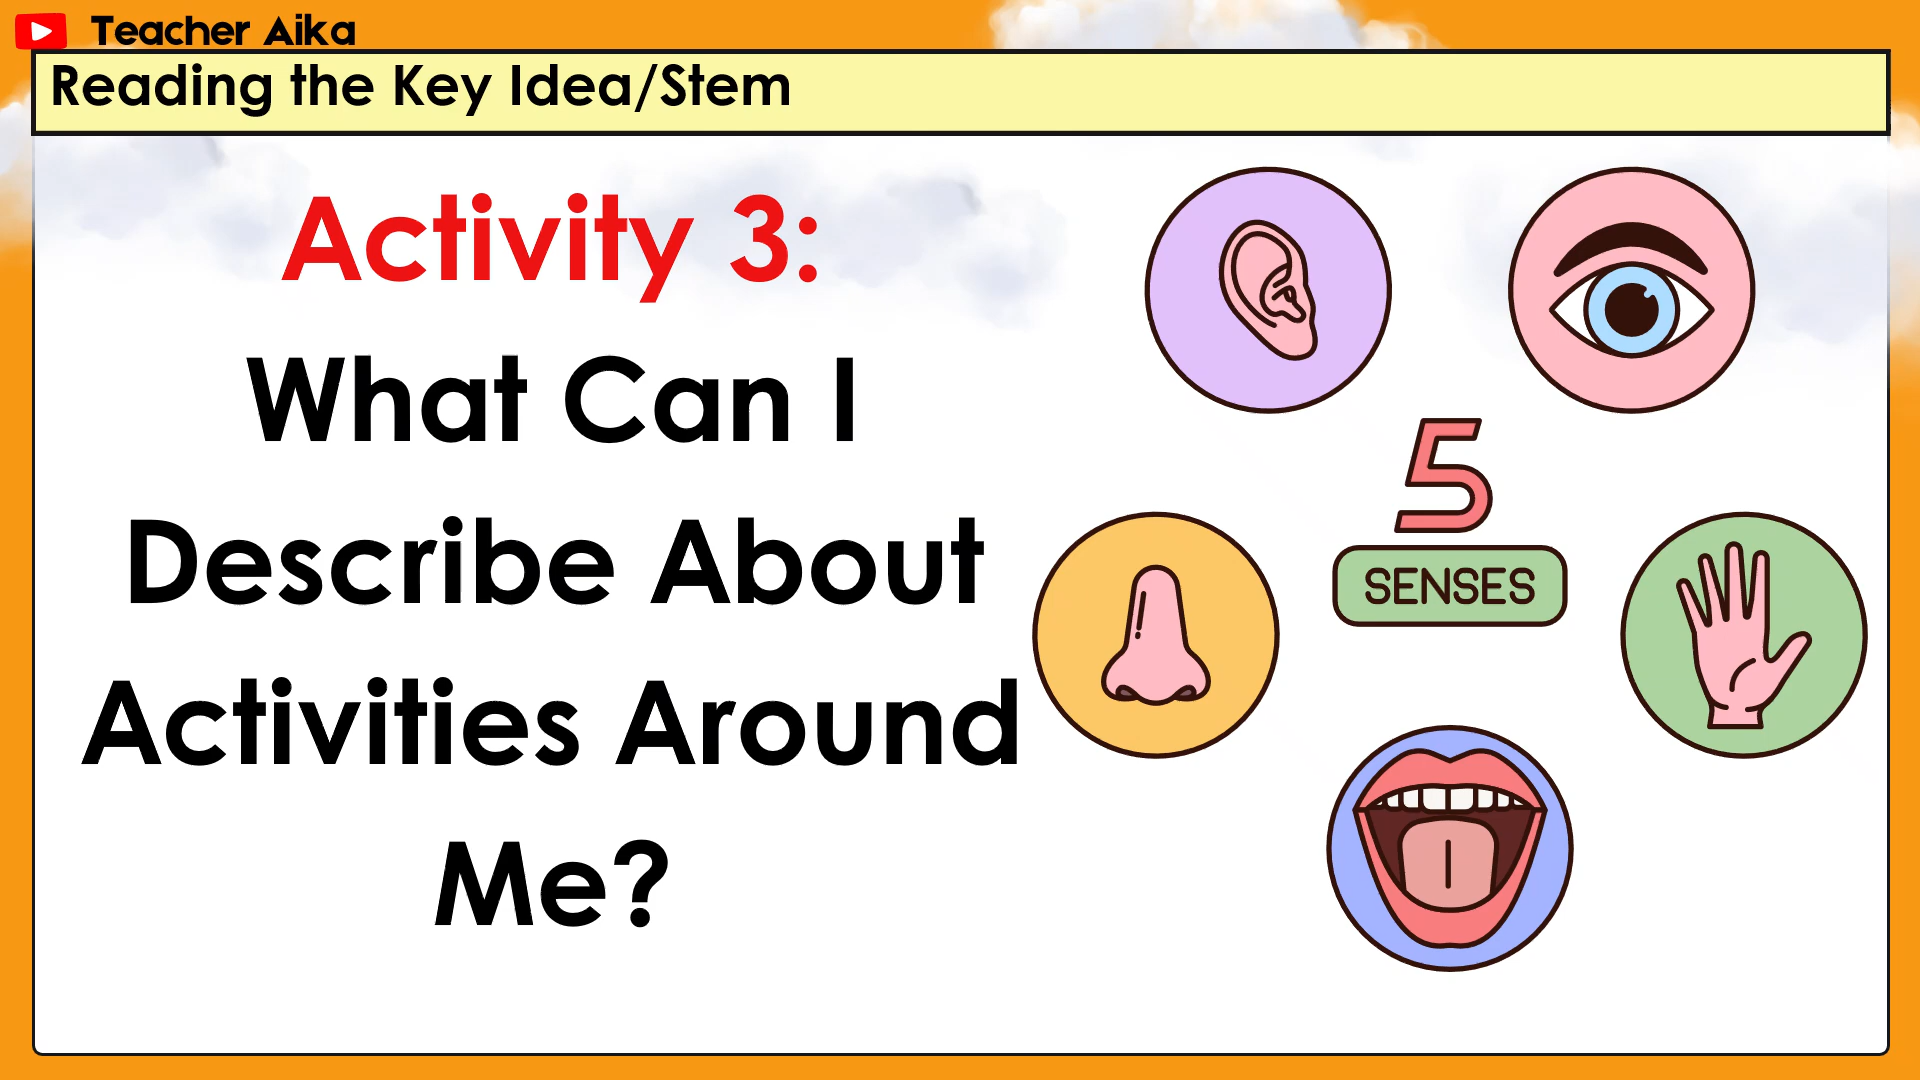 Teacher Aika
Reading the Key Idea/Stem
Activity 3:
What Can I
Describe About
Activities Around
Me?
5
SENSES